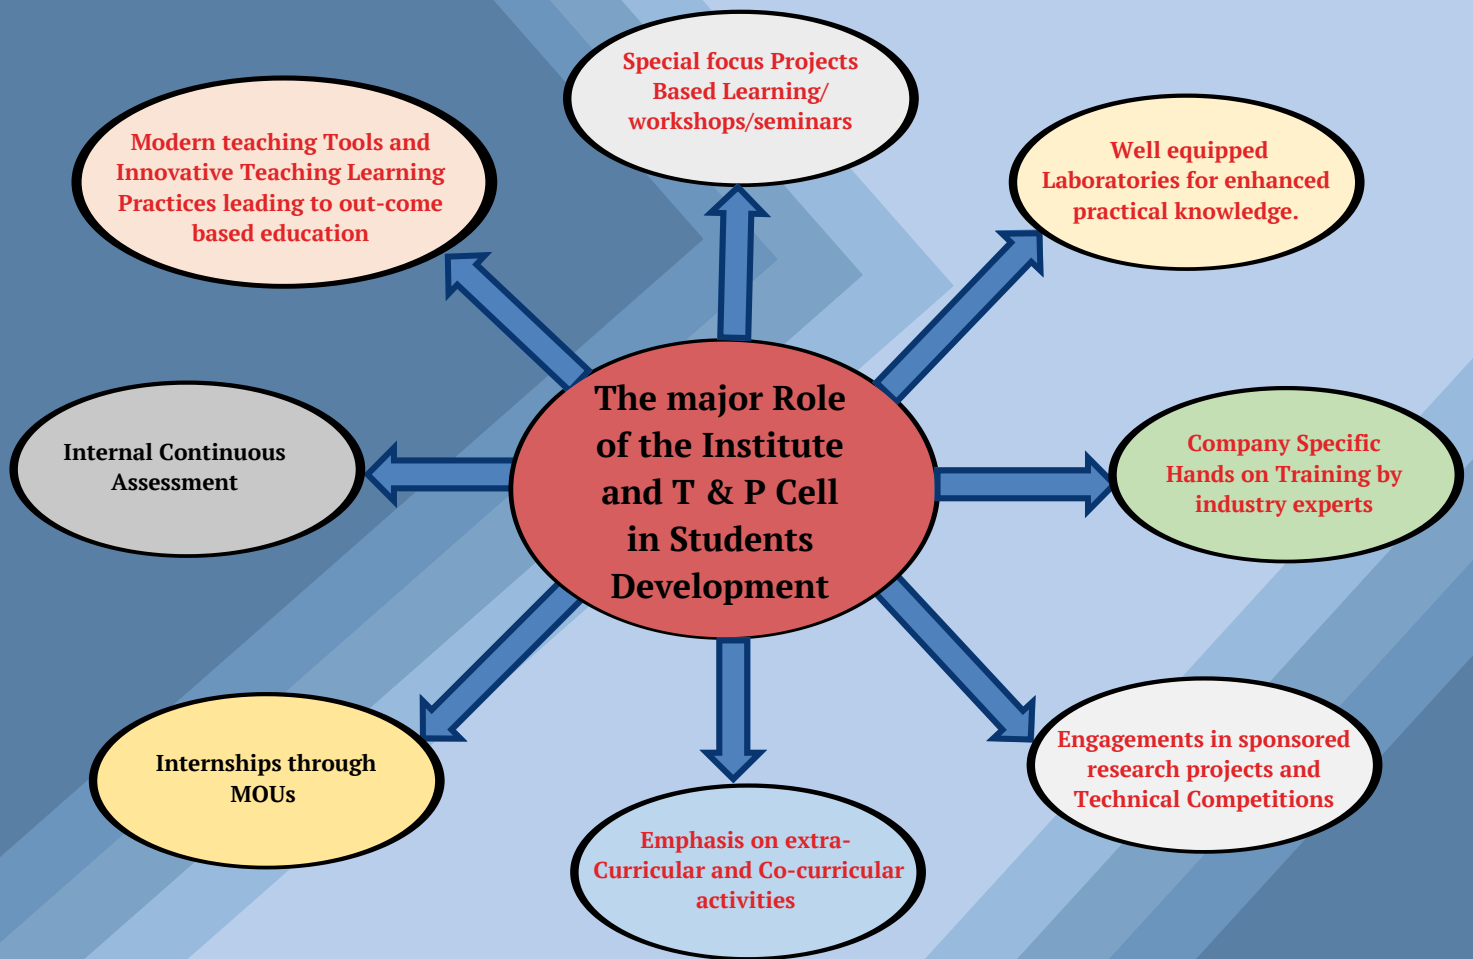 Special focus Projects
Based Learning/
workshops/seminars
Modern teaching Tools and
Innovative Teaching Learning
Practices leading to out-come
based education
Well equipped
Laboratories for enhanced
practical knowledge.
The major Role
of the Institute
and T & P Cell
in Students
Development
Internal Continuous
Assessment
Company Specific
Hands on Training by
industry experts
Internships through
MOUs
Engagements in sponsored
research projects and
Technical Competitions
Emphasis on extra-
Curricular and Co-curricular
activities